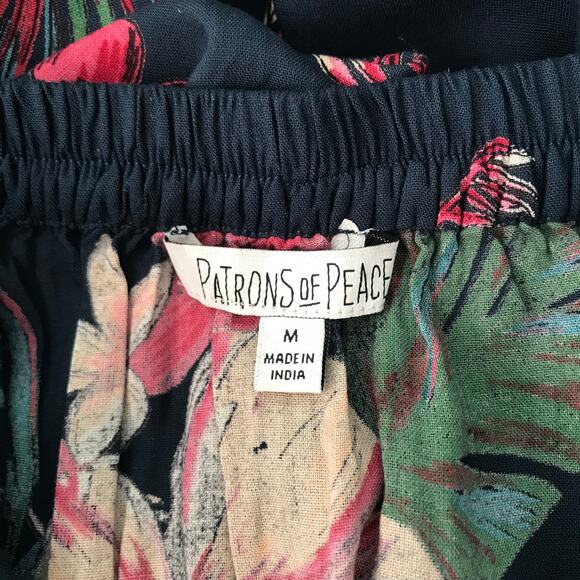 PATRONS OF PEACE
M
MADE IN
INDIA